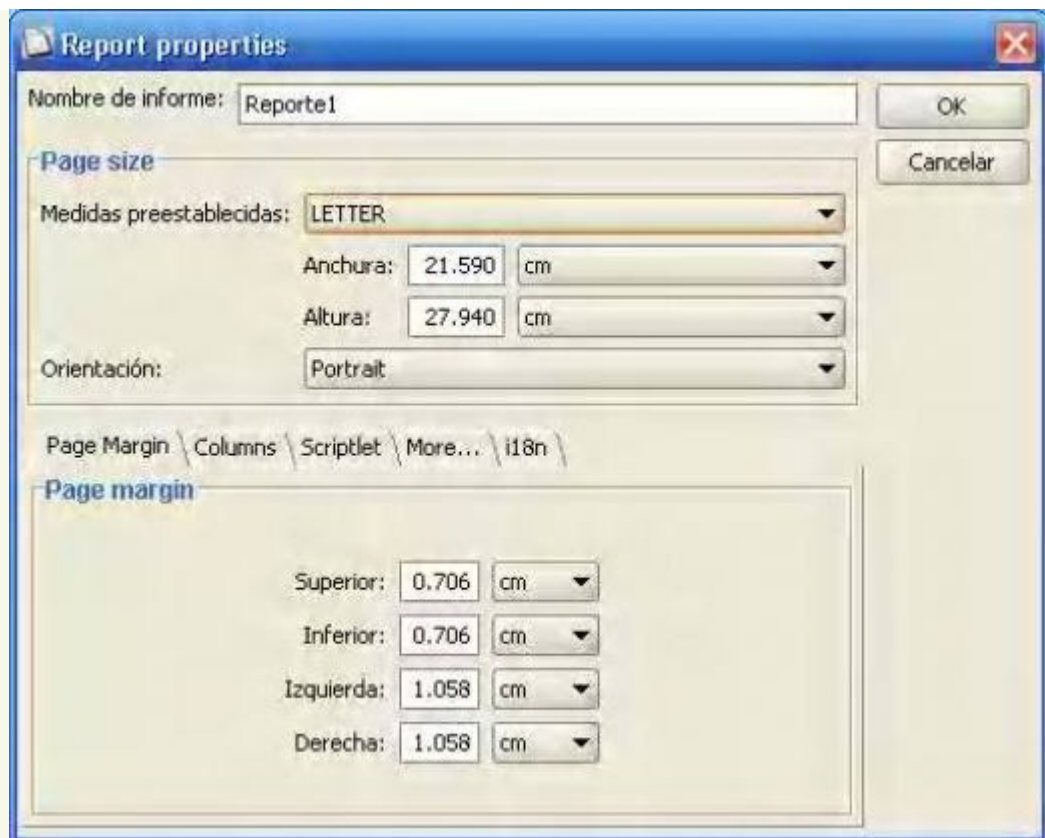 Report properties
Nombre de informe: Reporte1
OK
Page size
Cancelar
Medidas preestablecidas: LETTER
Anchura: 21.590 cm
Altura: 27.940 cm
Orientación: Portrait
Page Margin Columns Scriptlet More... i18n
Page margin
Superior: 0.706 cm
Inferior: 0.706 cm
Izquierda: 1.058 cm
Derecha: 1.058 cm